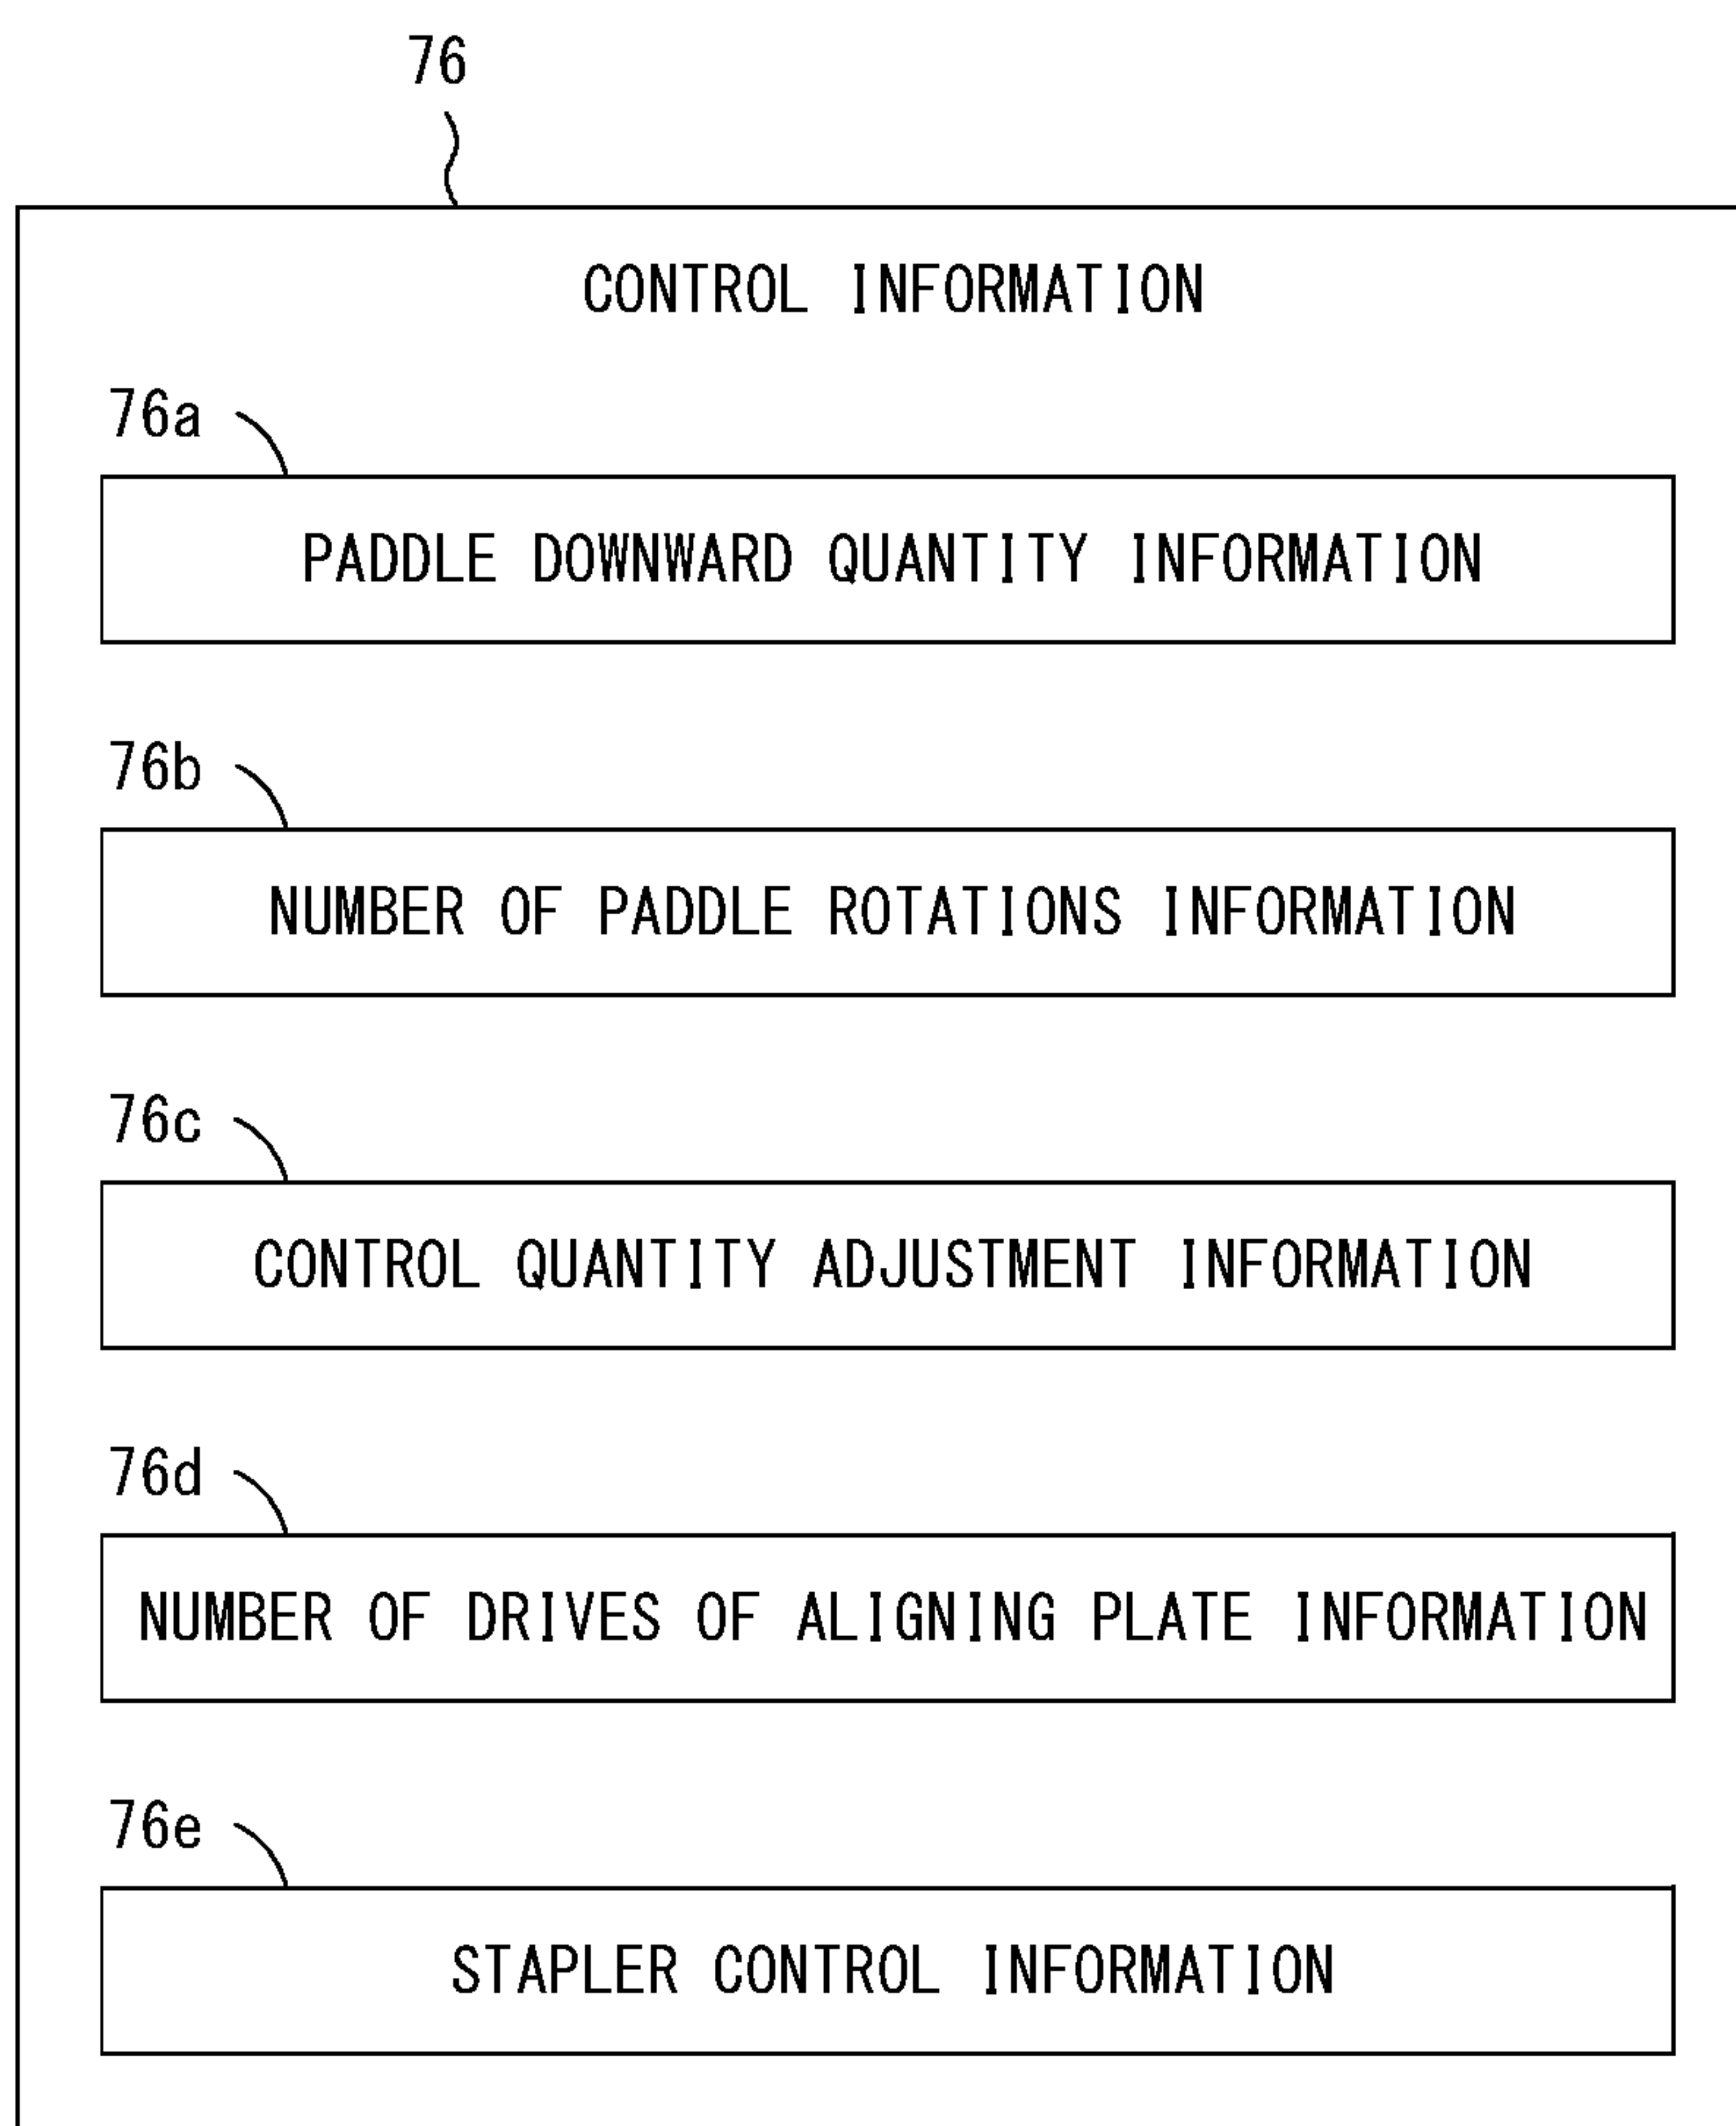 76
CONTROL INFORMATION
76a
PADDLE DOWNWARD QUANTITY INFORMATION
76b
NUMBER OF PADDLE ROTATIONS INFORMATION
76c
CONTROL QUANTITY ADJUSTMENT INFORMATION
76d
NUMBER OF DRIVES OF ALIGNING PLATE INFORMATION
76e
STAPLER CONTROL INFORMATION